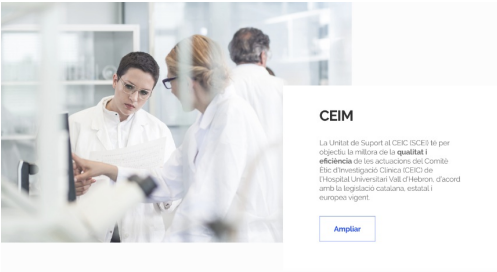 CEIM
La Unitat de Suport al CEIC (SCEI) té per
objectiu la millora de la qualitat i
eficiència de les actuacions del Comitè
Ètic d'Investigació Clínica (CEIC) de
l'Hospital Universitari Vall d'Hebron, d'acord
amb la legislació catalana, estatal i
europea vigent.
Ampliar